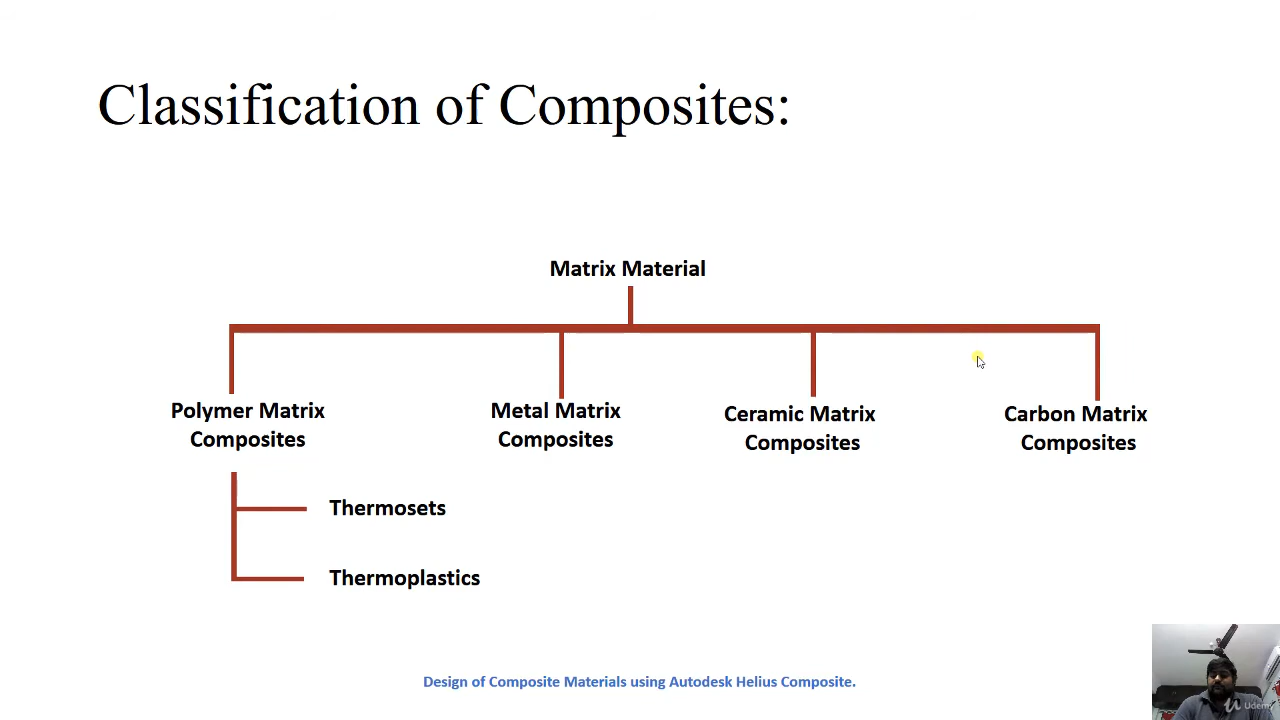 Classification of Composites:
Matrix Material
Polymer Matrix
Composites
Metal Matrix
Composites
Ceramic Matrix
Composites
Carbon Matrix
Composites
Thermosets
Thermoplastics
Design of Composite Materials using Autodesk Helius Composite.
Udemy